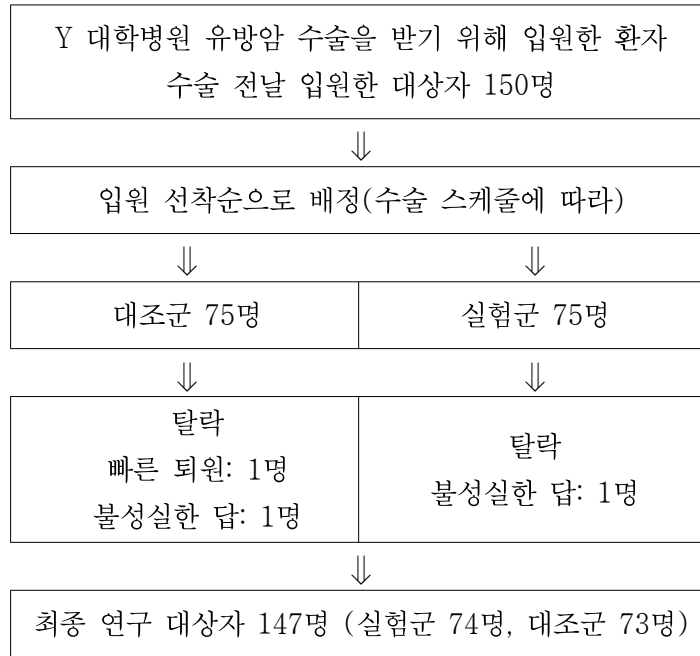 Y 대학병원 유방암 수술을 받기 위해 입원한 환자
수술 전날 입원한 대상자 150명
⇓
입원 선착순으로 배정(수술 스케줄에 따라)
⇓ ⇓
대조군 75명
실험군 75명
⇓ ⇓
탈락
빠른 퇴원: 1명
불성실한 답: 1명
탈락
불성실한 답: 1명
⇓
최종 연구 대상자 147명 (실험군 74명, 대조군 73명)